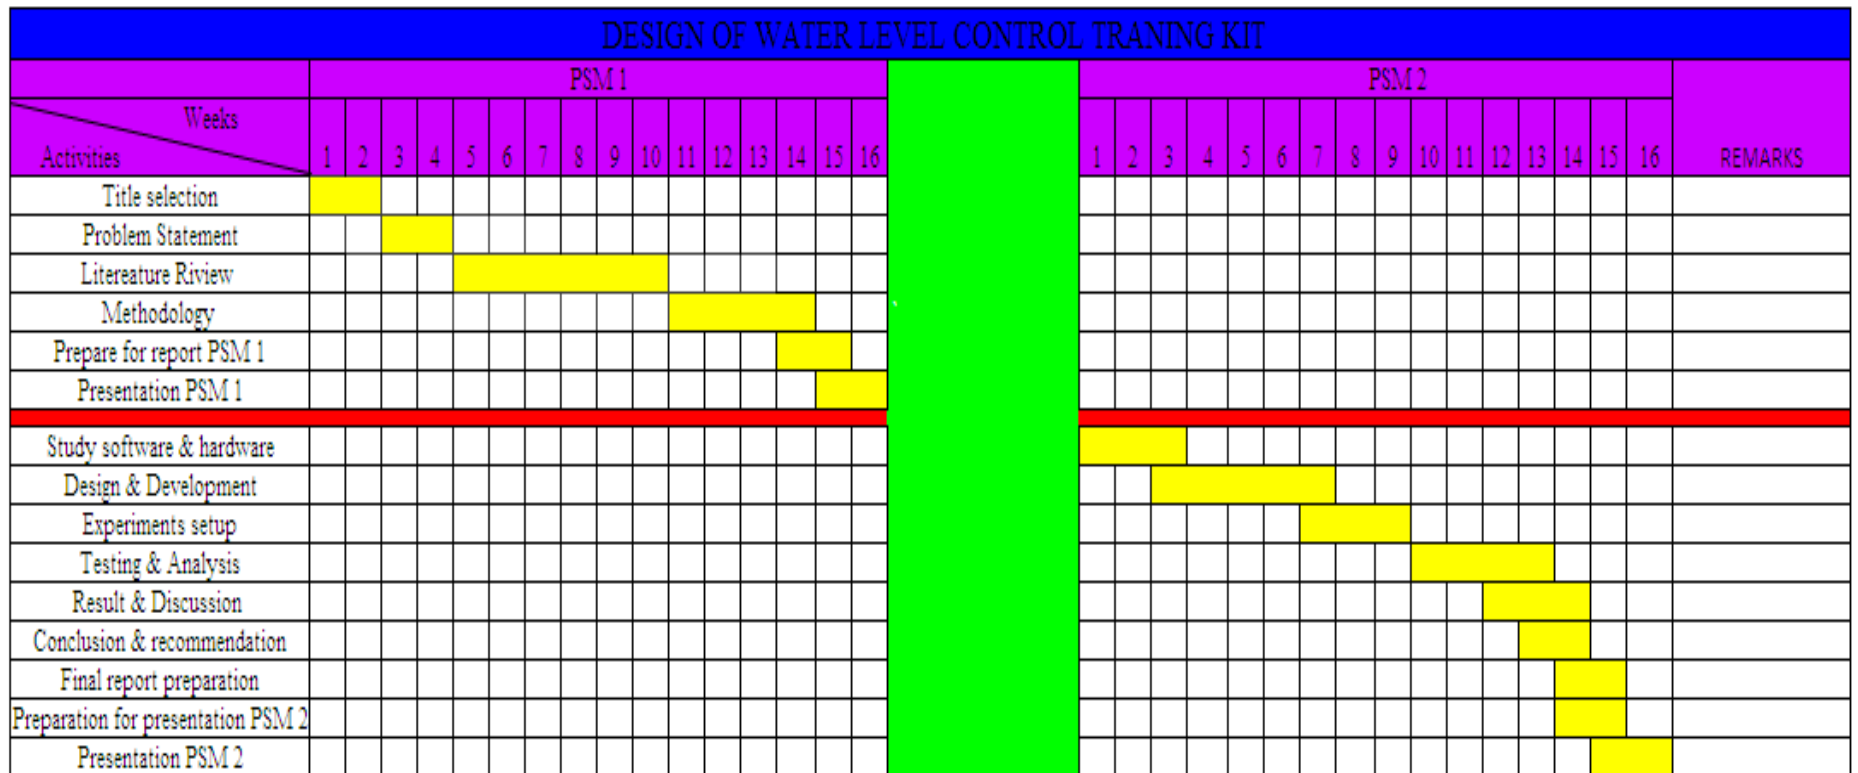 DESIGN OF WATER LEVEL CONTROL TRANING KIT
PSM 1 PSM 2
Weeks
Activities 1 2 3 4 5 6 7 8 9 10 11 12 13 14 15 16 1 2 3 4 5 6 7 8 9 10 11 12 13 14 15 16 REMARKS
Title selection
Problem Statement
Litereature Riview
Methodology
Prepare for report PSM 1
Presentation PSM 1
Study software & hardware
Design & Development
Experiments setup
Testing & Analysis
Result & Discussion
Conclusion & recommendation
Final report preparation
Preparation for presentation PSM 2
Presentation PSM 2